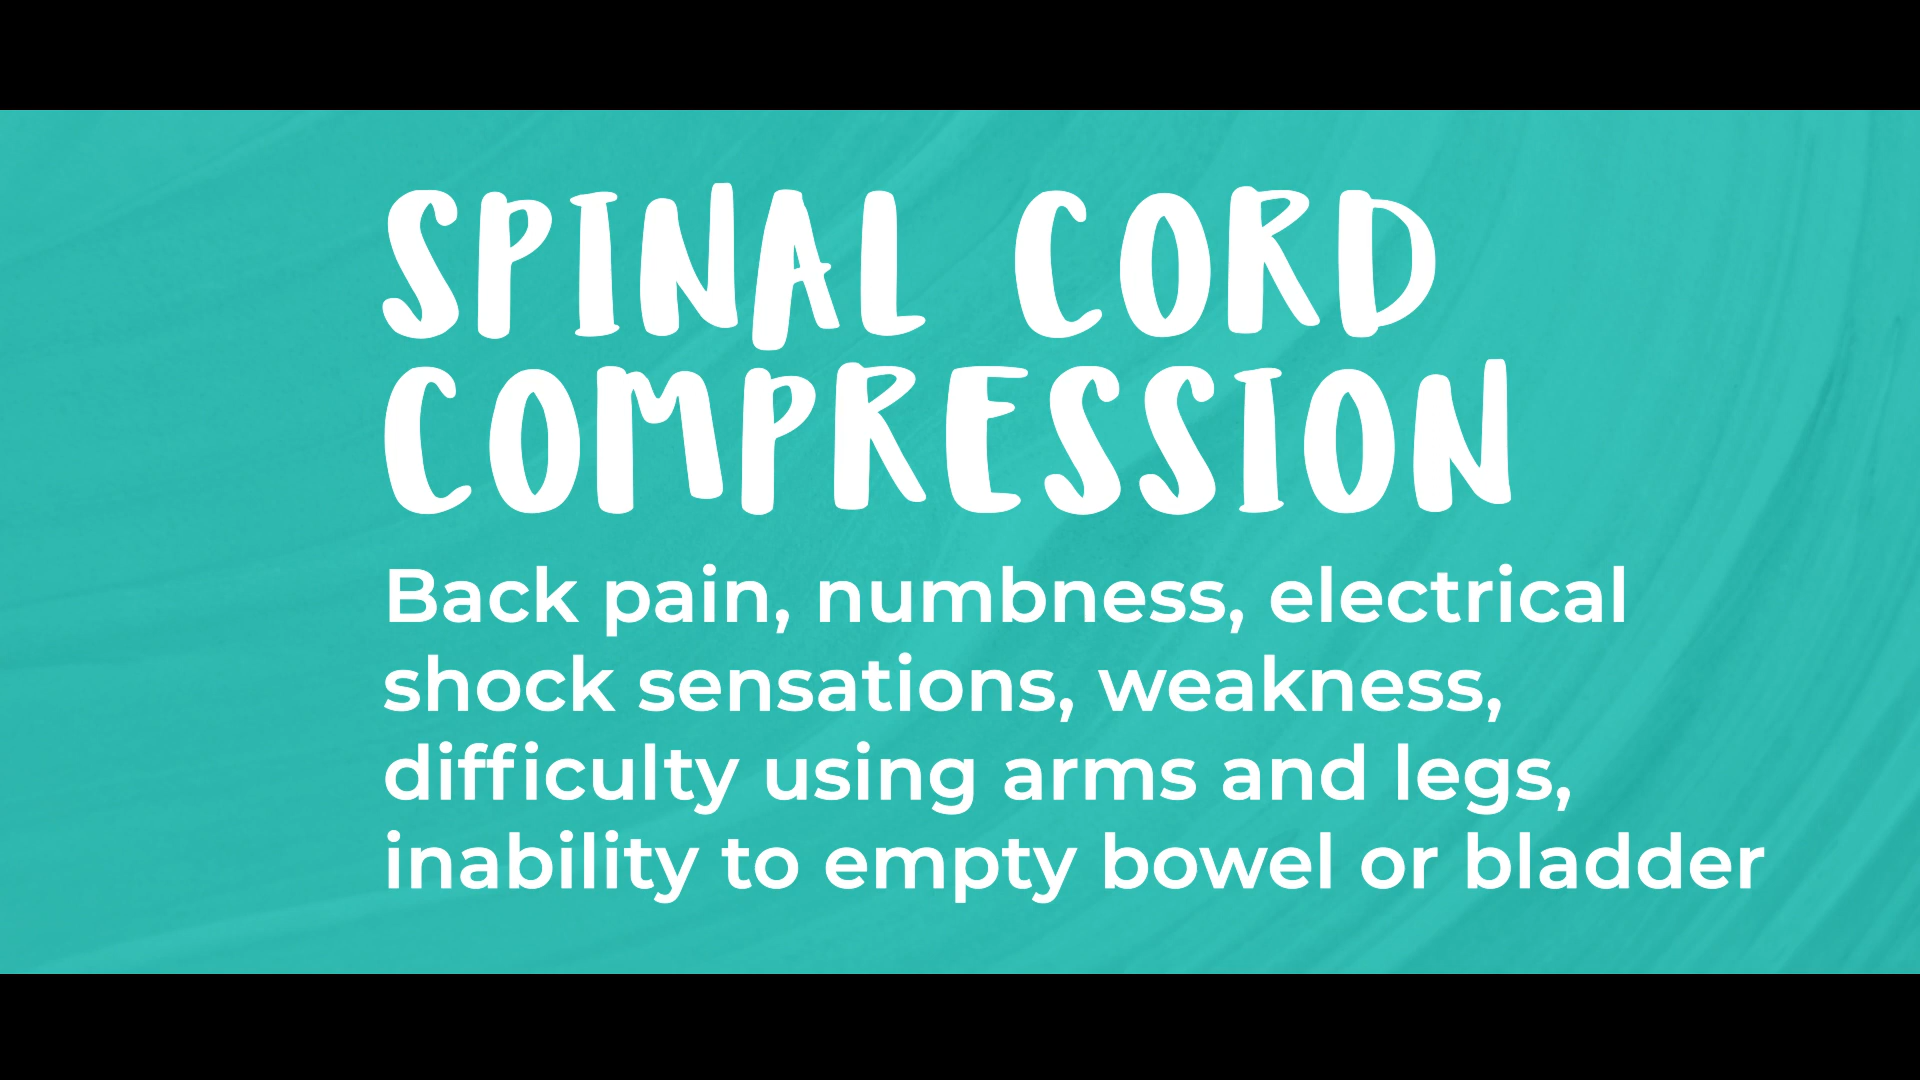 SPINAL CORD
COMPRESSION
Back pain, numbness, electrical
shock sensations, weakness,
difficulty using arms and legs,
inability to empty bowel or bladder